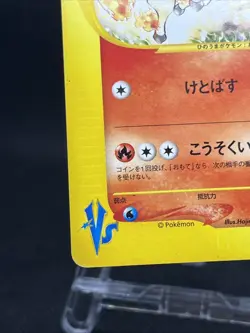 ひのうまポケモン
けとばす
こうそくい
コインを1回投げ、「おもて」なら、次の相手の番
を受けない。
弱点 抵抗力
VS
©Pokémon
illus.Haji